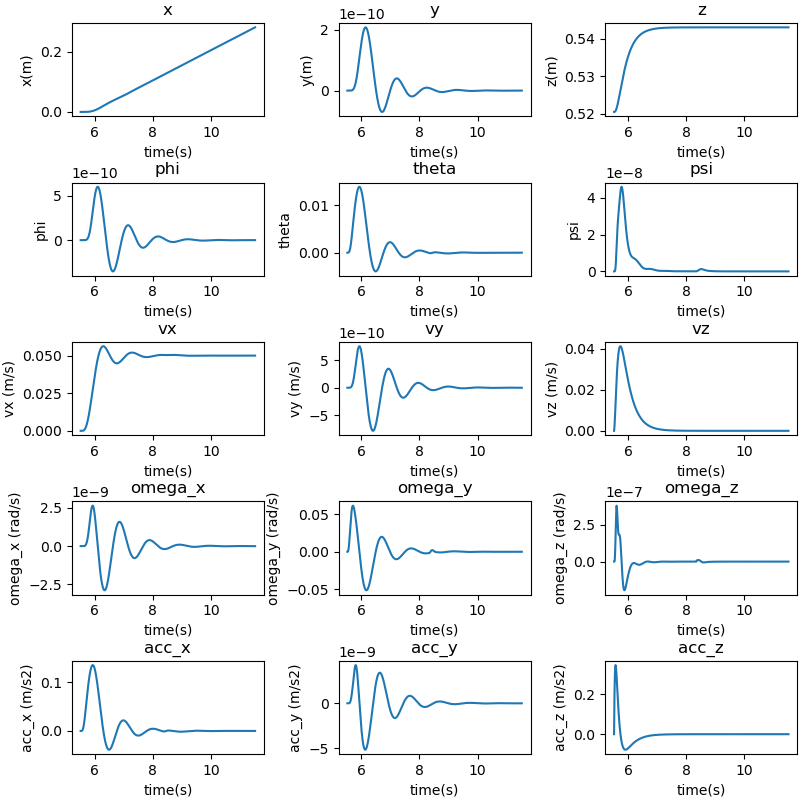 x
x(m)
0.2
0.0
6 8 10
time(s)
y
1e−10
y(m)
2
0
6 8 10
time(s)
z
z(m)
0.54
0.53
0.52
6 8 10
time(s)
phi
1e−10
phi
5
0
6 8 10
time(s)
theta
theta
0.01
0.00
6 8 10
time(s)
psi
1e−8
psi
4
2
0
6 8 10
time(s)
vx
vx (m/s)
0.050
0.025
0.000
6 8 10
time(s)
vy
1e−10
vy (m/s)
5
0
−5
6 8 10
time(s)
vz
vz (m/s)
0.04
0.02
0.00
6 8 10
time(s)
omega_x
1e−9
omega_x (rad/s)
2.5
0.0
−2.5
6 8 10
time(s)
omega_y
omega_y (rad/s)
0.05
0.00
−0.05
6 8 10
time(s)
omega_z
1e−7
omega_z (rad/s)
2.5
0.0
6 8 10
time(s)
acc_x
acc_x (m/s2)
0.1
0.0
6 8 10
time(s)
acc_y
1e−9
acc_y (m/s2)
0
−5
6 8 10
time(s)
acc_z
acc_z (m/s2)
0.2
0.0
6 8 10
time(s)